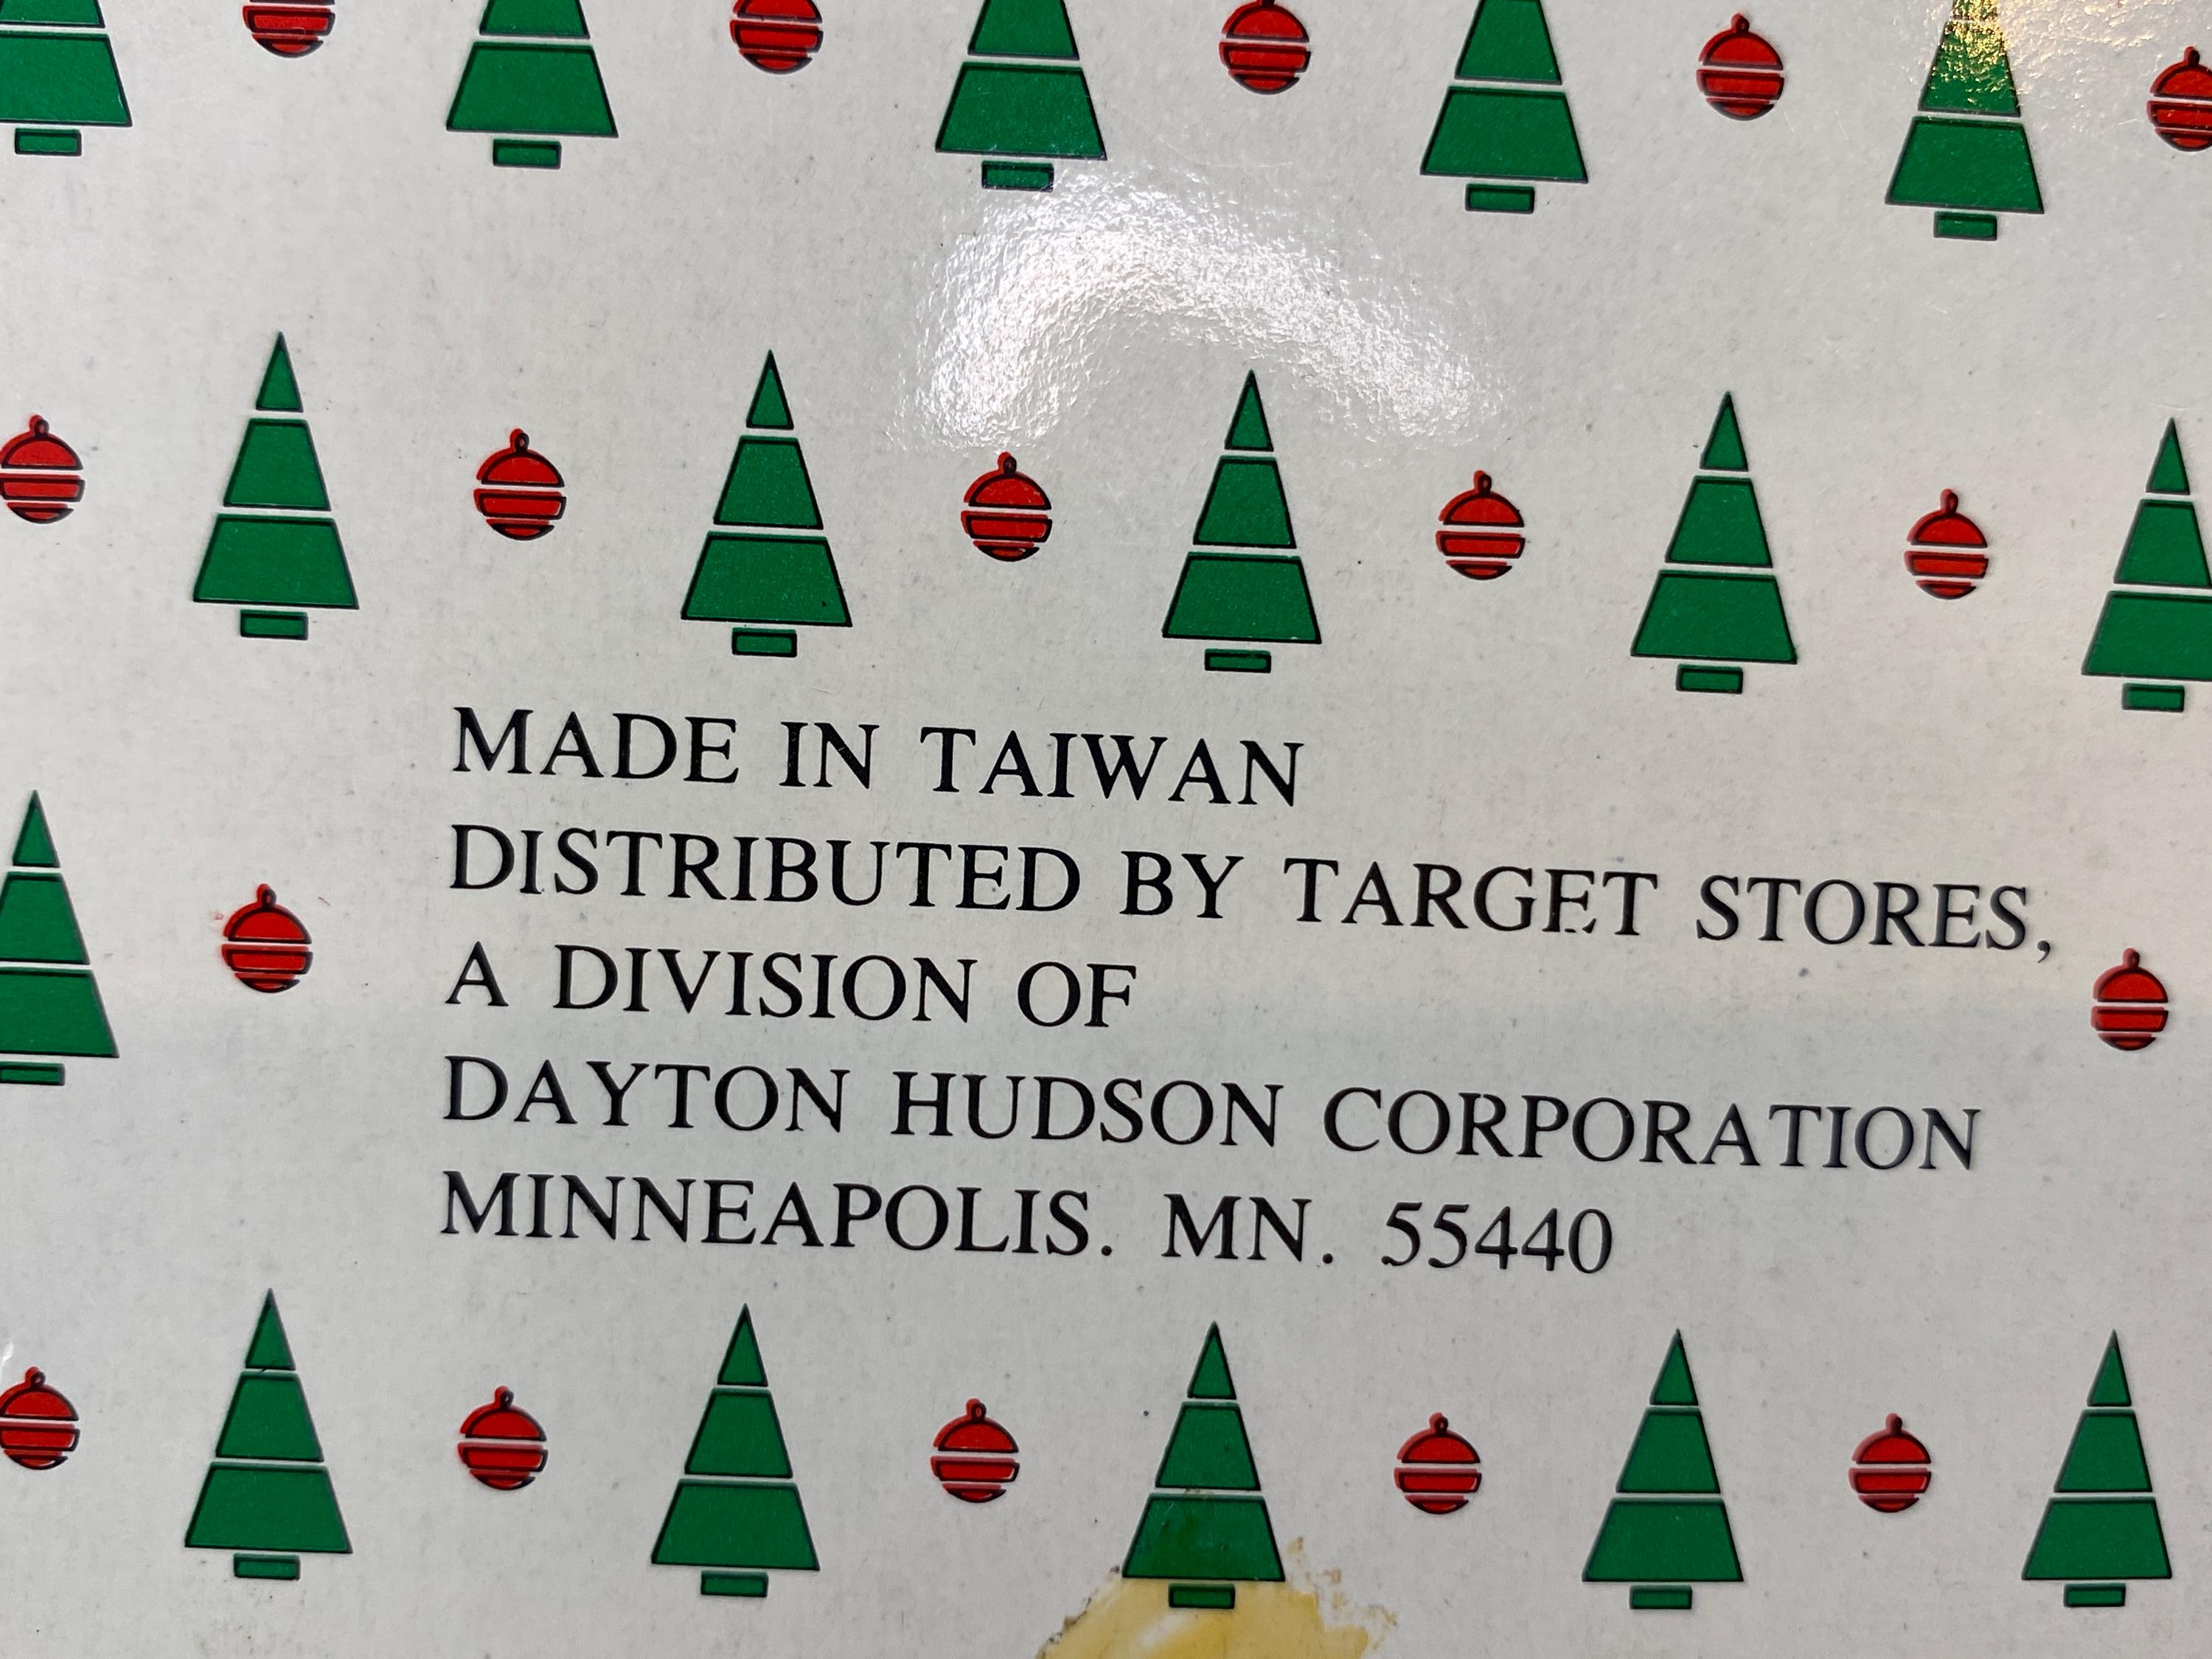 MADE IN TAIWAN
DISTRIBUTED BY TARGET STORES,
A DIVISION OF
DAYTON HUDSON CORPORATION
MINNEAPOLIS. MN. 55440